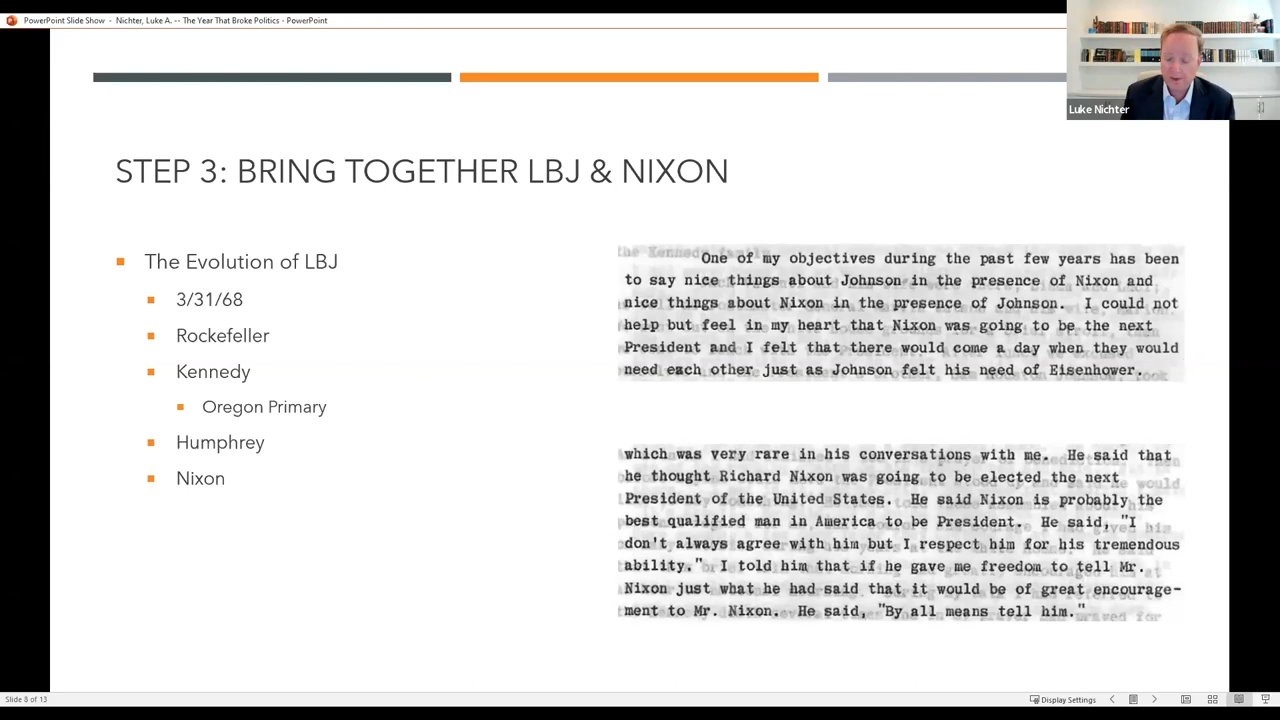 PowerPoint Slide Show - Nichter, Luke A. -- The Year That Broke Politics - PowerPoint
Luke Nichter
STEP 3: BRING TOGETHER LBJ & NIXON
The Evolution of LBJ
3/31/68
Rockefeller
Kennedy
Oregon Primary
Humphrey
Nixon
the Kennedy family
One of my objectives during the past few years has been
to say nice things about Johnson in the presence of Nixon and
nice things about Nixon in the presence of Johnson. I could not
help but feel in my heart that Nixon was going to be the next
President and I felt that there would come a day when they would
need each other just as Johnson felt his need of Eisenhower.
which was very rare in his conversations with me. He said that
he thought Richard Nixon was going to be elected the next
President of the United States. He said Nixon is probably the
best qualified man in America to be President. He said, "I
don't always agree with him but I respect him for his tremendous
ability." I told him that if he gave me freedom to tell Mr.
Nixon just what he had said that it would be of great encourage-
ment to Mr. Nixon. He said, "By all means tell him."
Slide 8 of 13
Display Settings